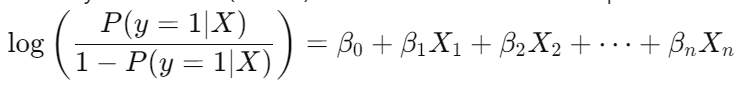 log ( P(y = 1|X) / 1 − P(y = 1|X) ) = β₀ + β₁X₁ + β₂X₂ + ⋯ + βₙXₙ